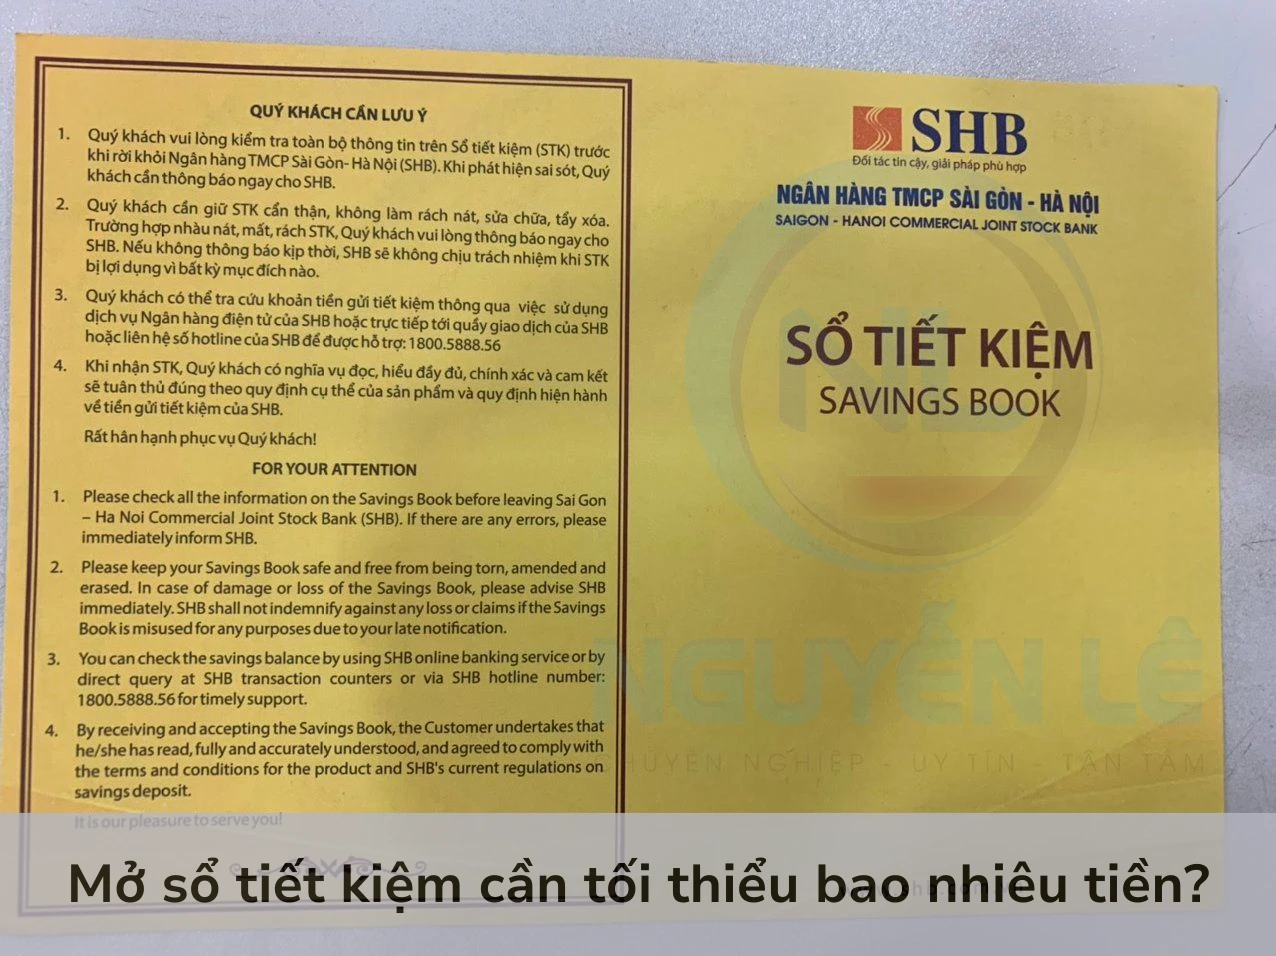 QUÝ KHÁCH CẦN LƯU Ý
1. Quý khách vui lòng kiểm tra toàn bộ thông tin trên Sổ tiết kiệm (STK) trước
khi rời khỏi Ngân hàng TMCP Sài Gòn- Hà Nội (SHB). Khi phát hiện sai sót, Quý
khách cần thông báo ngay cho SHB.
2. Quý khách cần giữ STK cẩn thận, không làm rách nát, sửa chữa, tẩy xóa.
Trường hợp nhàu nát, mất, rách STK, Quý khách vui lòng thông báo ngay cho
SHB. Nếu không thông báo kịp thời, SHB sẽ không chịu trách nhiệm khi STK
bị lợi dụng vì bất kỳ mục đích nào.
3. Quý khách có thể tra cứu khoản tiền gửi tiết kiệm thông qua việc sử dụng
dịch vụ Ngân hàng điện tử của SHB hoặc trực tiếp tới quầy giao dịch của SHB
hoặc liên hệ số hotline của SHB để được hỗ trợ: 1800.5888.56
4. Khi nhận STK, Quý khách có nghĩa vụ đọc, hiểu đầy đủ, chính xác và cam kết
sẽ tuân thủ đúng theo quy định cụ thể của sản phẩm và quy định hiện hành
về tiền gửi tiết kiệm của SHB.
Rất hân hạnh phục vụ Quý khách!
FOR YOUR ATTENTION
1. Please check all the information on the Savings Book before leaving Sai Gon
– Ha Noi Commercial Joint Stock Bank (SHB). If there are any errors, please
immediately inform SHB.
2. Please keep your Savings Book safe and free from being torn, amended and
erased. In case of damage or loss of the Savings Book, please advise SHB
immediately. SHB shall not indemnify against any loss or claims if the Savings
Book is misused for any purposes due to your late notification.
3. You can check the savings balance by using SHB online banking service or by
direct query at SHB transaction counters or via SHB hotline number:
1800.5888.56 for timely support.
4. By receiving and accepting the Savings Book, the Customer undertakes that
he/she has read, fully and accurately understood, and agreed to comply with
the terms and conditions for the product and SHB's current regulations on
savings deposit.
It is our pleasure to serve you!
SHB
Đối tác tin cậy, giải pháp phù hợp
NGÂN HÀNG TMCP SÀI GÒN - HÀ NỘI
SAIGON - HANOI COMMERCIAL JOINT STOCK BANK
SỔ TIẾT KIỆM
SAVINGS BOOK
NGUYỄN LÊ
CHUYÊN NGHIỆP - UY TÍN - TẬN TÂM
Mở sổ tiết kiệm cần tối thiểu bao nhiêu tiền?